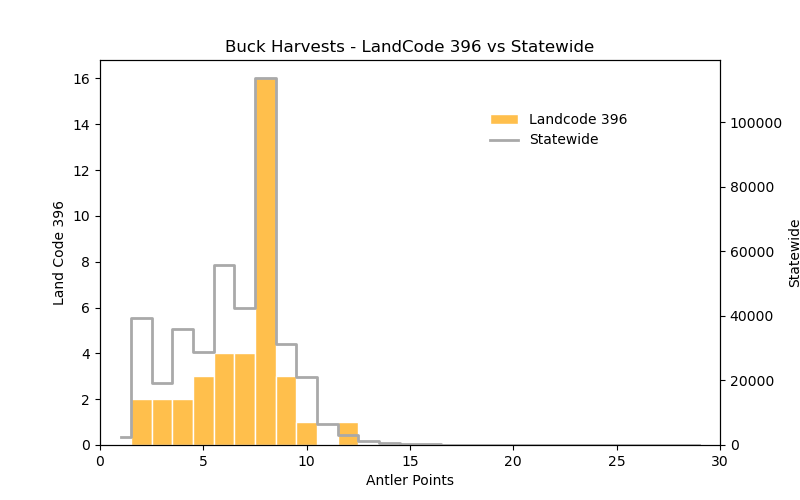 Buck Harvests - LandCode 396 vs Statewide
16
14
12
10
8
6
4
2
0
Land Code 396
Landcode 396
Statewide
100000
80000
60000
40000
20000
0
Statewide
0 5 10 15 20 25 30
Antler Points